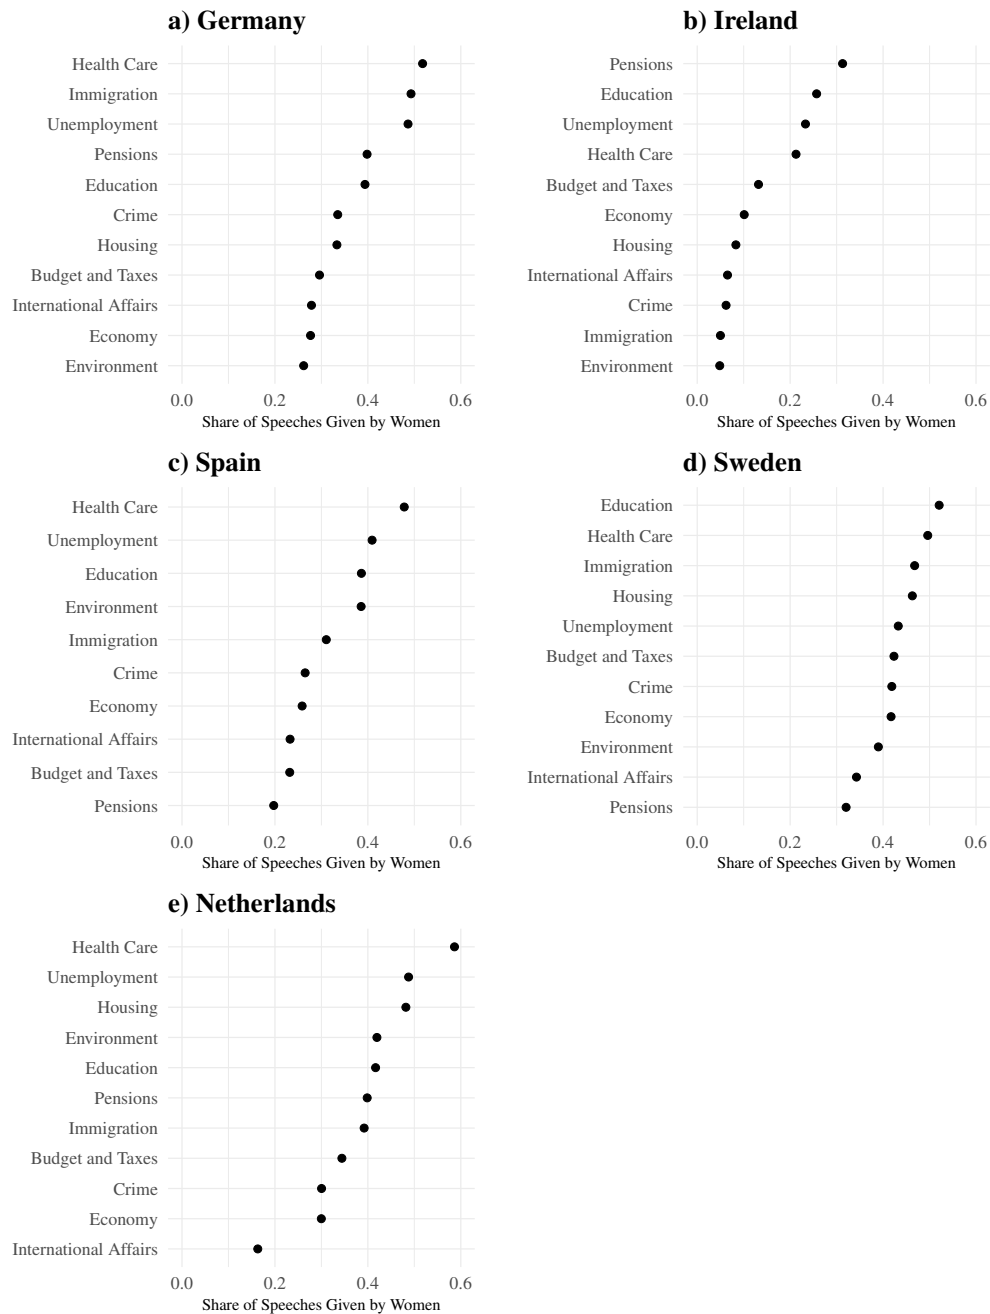 a) Germany
Health Care
Immigration
Unemployment
Pensions
Education
Crime
Housing
Budget and Taxes
International Affairs
Economy
Environment
0.0 0.2 0.4 0.6
Share of Speeches Given by Women
b) Ireland
Pensions
Education
Unemployment
Health Care
Budget and Taxes
Economy
Housing
International Affairs
Crime
Immigration
Environment
0.0 0.2 0.4 0.6
Share of Speeches Given by Women
c) Spain
Health Care
Unemployment
Education
Environment
Immigration
Crime
Economy
International Affairs
Budget and Taxes
Pensions
0.0 0.2 0.4 0.6
Share of Speeches Given by Women
d) Sweden
Education
Health Care
Immigration
Housing
Unemployment
Budget and Taxes
Crime
Economy
Environment
International Affairs
Pensions
0.0 0.2 0.4 0.6
Share of Speeches Given by Women
e) Netherlands
Health Care
Unemployment
Housing
Environment
Education
Pensions
Immigration
Budget and Taxes
Crime
Economy
International Affairs
0.0 0.2 0.4 0.6
Share of Speeches Given by Women